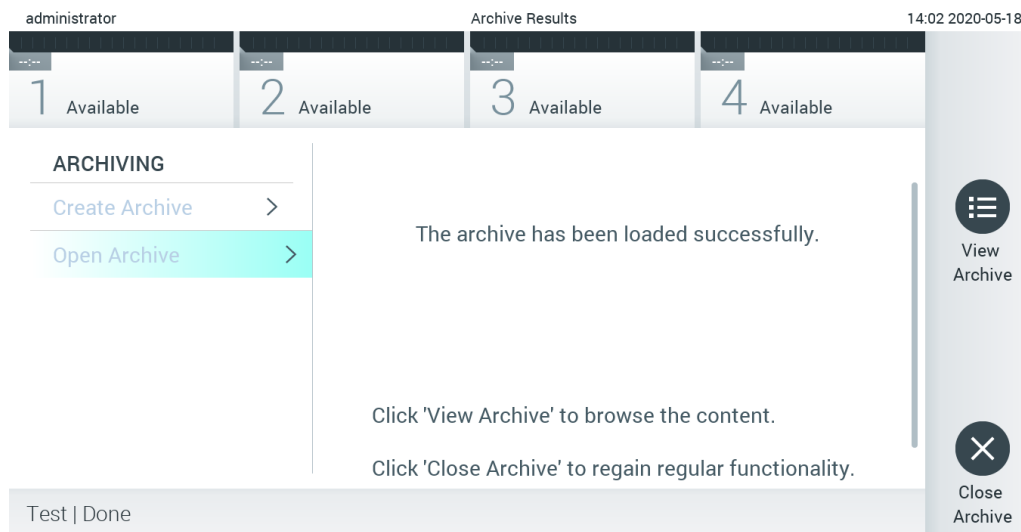 administrator Archive Results 14:02 2020-05-18
--:-- --:-- --:-- --:--
1 Available 2 Available 3 Available 4 Available
ARCHIVING
Create Archive
Open Archive
The archive has been loaded successfully.
Click 'View Archive' to browse the content.
Click 'Close Archive' to regain regular functionality.
View
Archive
Close
Archive
Test | Done